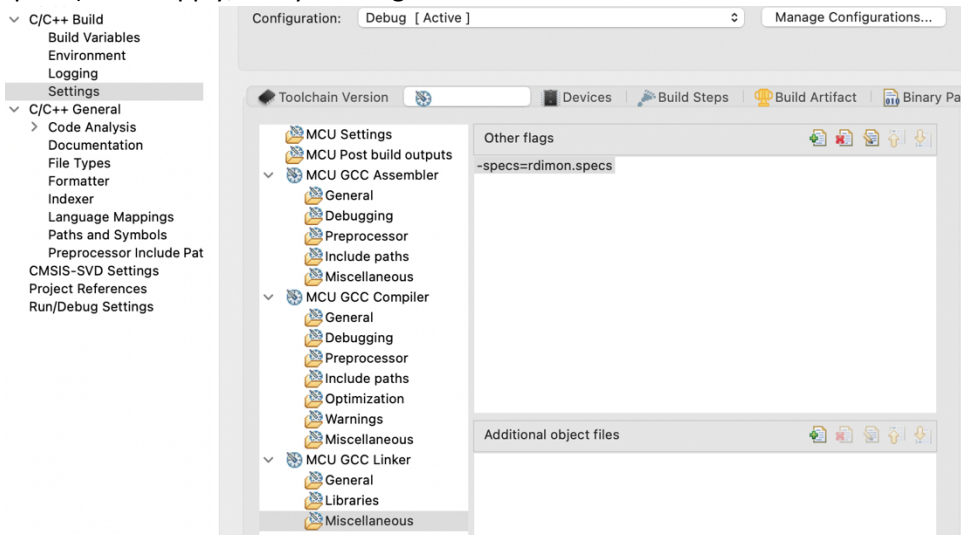 C/C++ Build
Build Variables
Environment
Logging
Settings
C/C++ General
Code Analysis
Documentation
File Types
Formatter
Indexer
Language Mappings
Paths and Symbols
Preprocessor Include Pat
CMSIS-SVD Settings
Project References
Run/Debug Settings
Configuration: Debug [ Active ] Manage Configurations...
Toolchain Version Devices Build Steps Build Artifact Binary Pa
MCU Settings
MCU Post build outputs
MCU GCC Assembler
General
Debugging
Preprocessor
Include paths
Miscellaneous
MCU GCC Compiler
General
Debugging
Preprocessor
Include paths
Optimization
Warnings
Miscellaneous
MCU GCC Linker
General
Libraries
Miscellaneous
Other flags
-specs=rdimon.specs
Additional object files